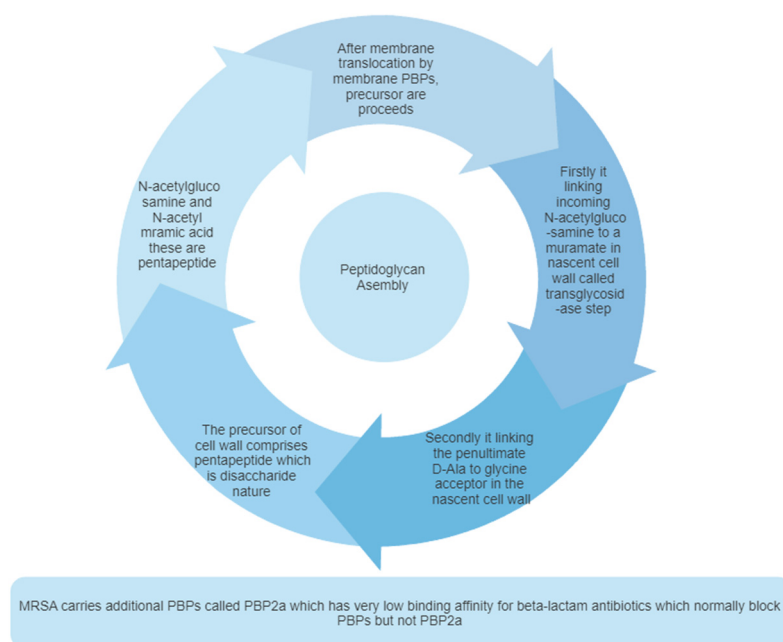 After membrane
translocation by
membrane PBPs,
precursor are
proceeds
Firstly it
linking
incoming
N-acetylgluco
-samine to a
muramate in
nascent cell
wall called
transglycosid
-ase step
Secondly it linking
the penultimate
D-Ala to glycine
acceptor in the
nascent cell wall
The precursor of
cell wall comprises
pentapeptide which
is disaccharide
nature
N-acetylgluco
samine and
N-acetyl
mramic acid
these are
pentapeptide
Peptidoglycan
Asembly
MRSA carries additional PBPs called PBP2a which has very low binding affinity for beta-lactam antibiotics which normally block
PBPs but not PBP2a